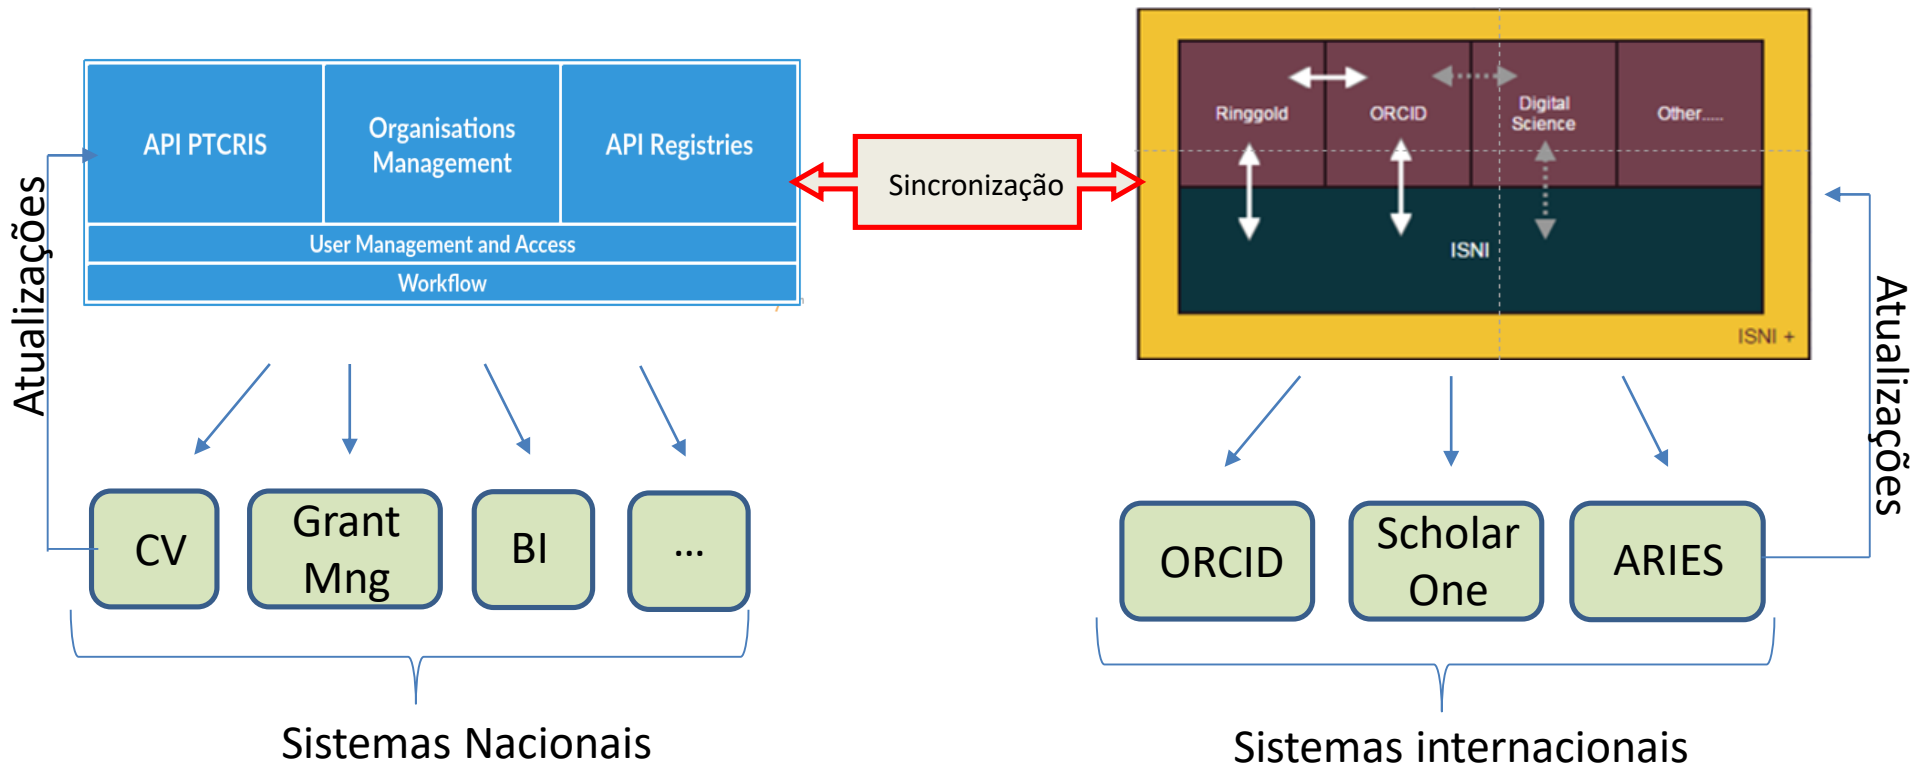 API PTCRIS
Organisations
Management
API Registries
User Management and Access
Workflow
Atualizações
Sincronização
Ringgold
ORCID
Digital
Science
Other.....
ISNI
ISNI +
Atualizações
CV
Grant
Mng
BI
...
ORCID
Scholar
One
ARIES
Sistemas Nacionais
Sistemas internacionais